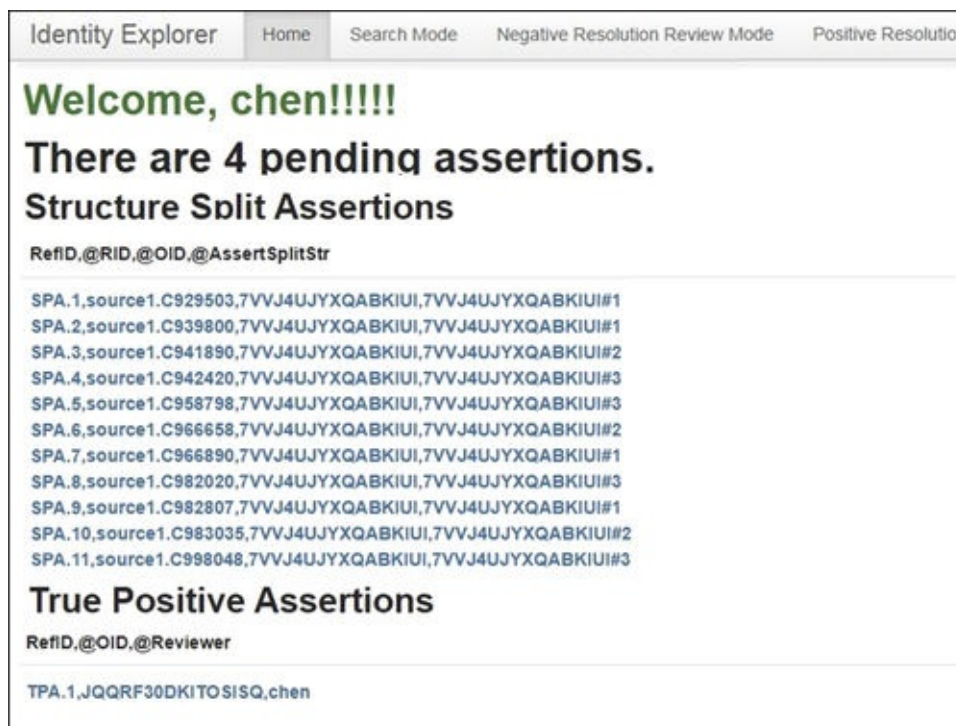 Identity Explorer Home Search Mode Negative Resolution Review Mode Positive Resolutio
Welcome, chen!!!!!
There are 4 pending assertions.
Structure Split Assertions
RefID,@RID,@OID,@AssertSplitStr
SPA.1,source1.C929503,7VVJ4UJYXQABKIUI,7VVJ4UJYXQABKIUI#1
SPA.2,source1.C939800,7VVJ4UJYXQABKIUI,7VVJ4UJYXQABKIUI#1
SPA.3,source1.C941890,7VVJ4UJYXQABKIUI,7VVJ4UJYXQABKIUI#2
SPA.4,source1.C942420,7VVJ4UJYXQABKIUI,7VVJ4UJYXQABKIUI#3
SPA.5,source1.C958798,7VVJ4UJYXQABKIUI,7VVJ4UJYXQABKIUI#3
SPA.6,source1.C966658,7VVJ4UJYXQABKIUI,7VVJ4UJYXQABKIUI#2
SPA.7,source1.C966890,7VVJ4UJYXQABKIUI,7VVJ4UJYXQABKIUI#1
SPA.8,source1.C982020,7VVJ4UJYXQABKIUI,7VVJ4UJYXQABKIUI#3
SPA.9,source1.C982807,7VVJ4UJYXQABKIUI,7VVJ4UJYXQABKIUI#1
SPA.10,source1.C983035,7VVJ4UJYXQABKIUI,7VVJ4UJYXQABKIUI#2
SPA.11,source1.C998048,7VVJ4UJYXQABKIUI,7VVJ4UJYXQABKIUI#3
True Positive Assertions
RefID,@OID,@Reviewer
TPA.1,JQQRF30DKITOSISQ,chen